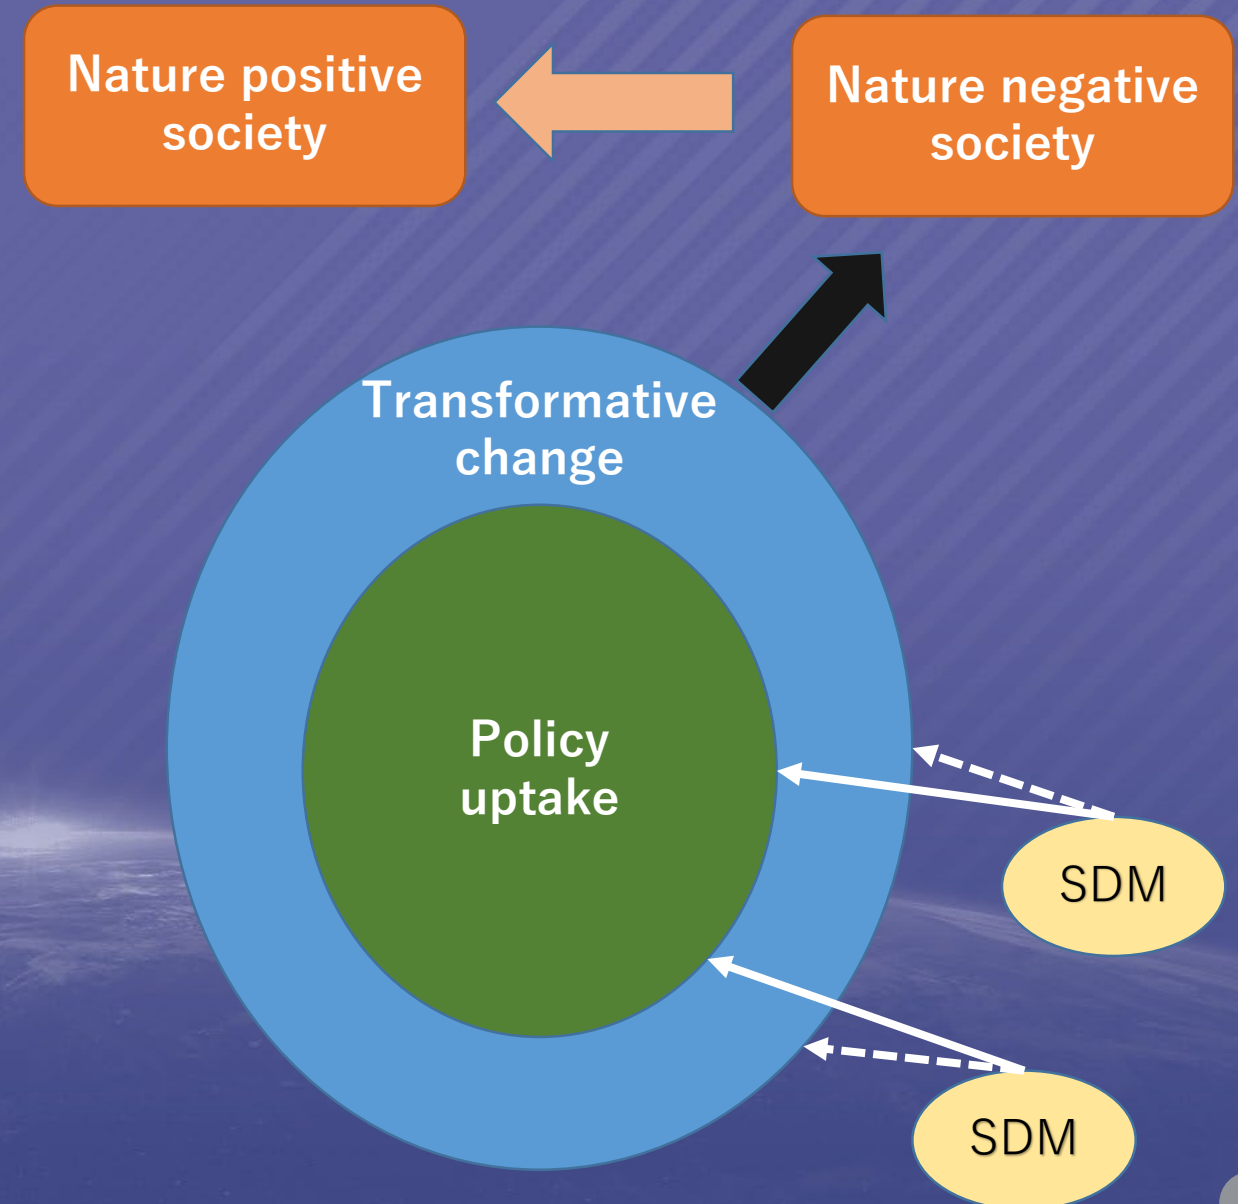 Nature positive
society
Nature negative
society
Transformative
change
Policy
uptake
SDM
SDM